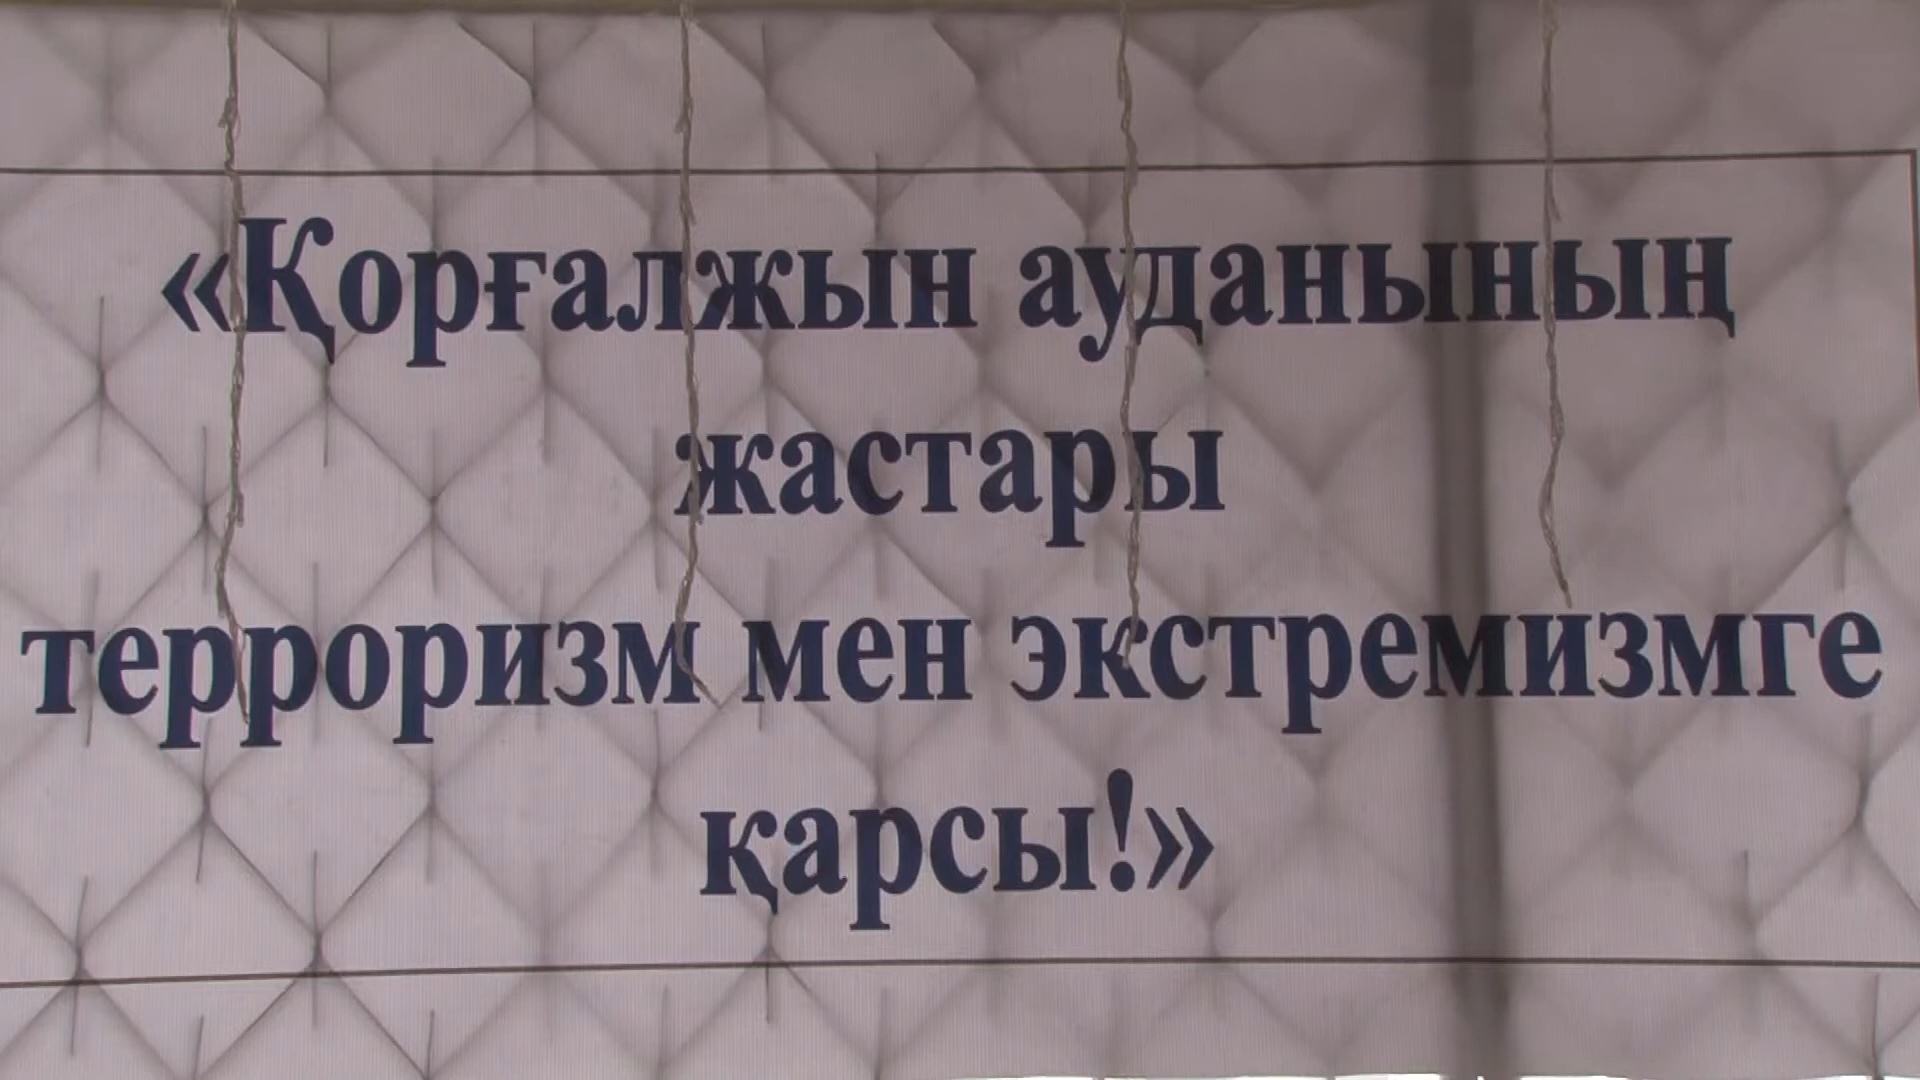 «Қорғалжын ауданының
жастары
терроризм мен экстремизмге
қарсы!»